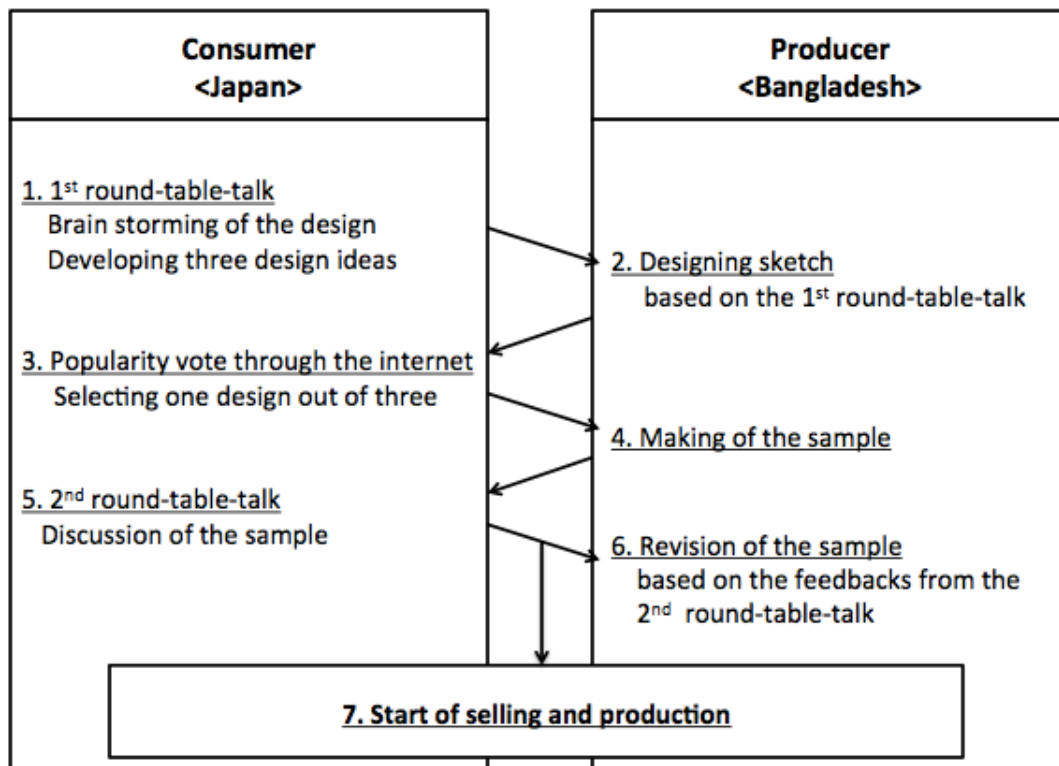 Consumer
<Japan>
Producer
<Bangladesh>
1. 1st round-table-talk
Brain storming of the design
Developing three design ideas
2. Designing sketch
based on the 1st round-table-talk
3. Popularity vote through the internet
Selecting one design out of three
4. Making of the sample
5. 2nd round-table-talk
Discussion of the sample
6. Revision of the sample
based on the feedbacks from the
2nd round-table-talk
7. Start of selling and production